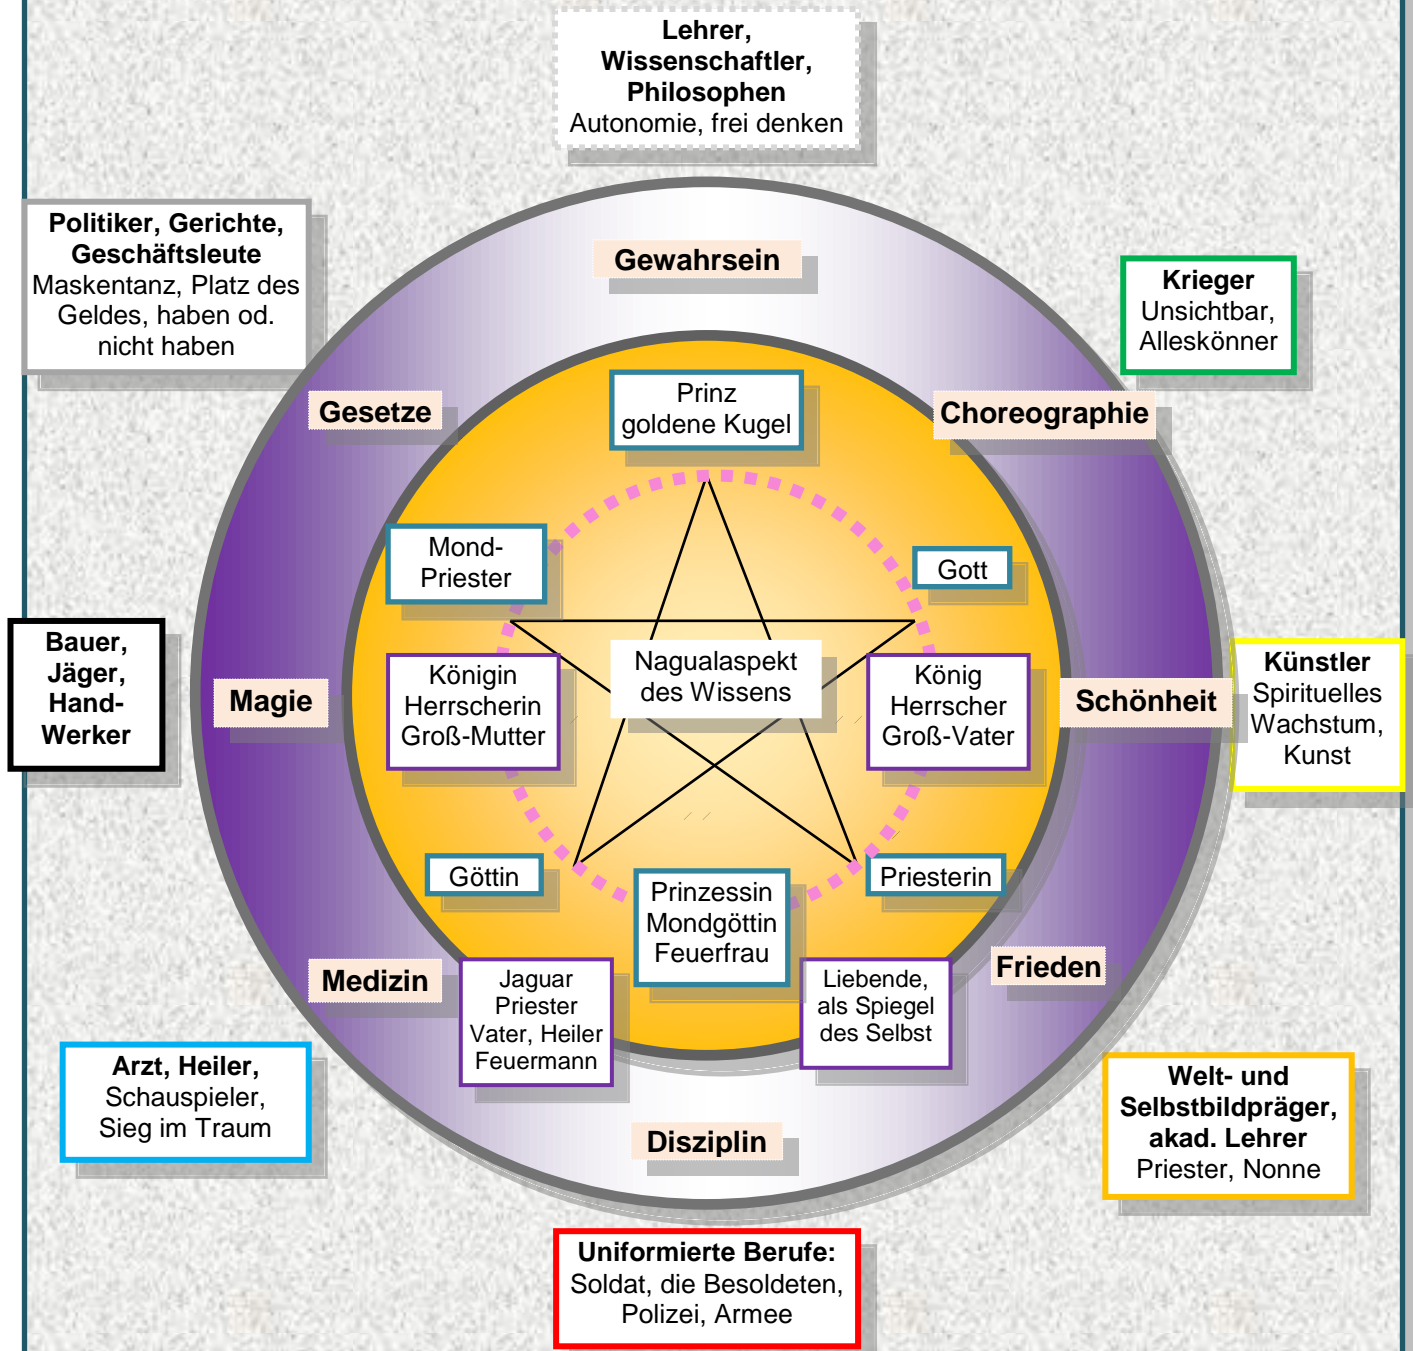 Lehrer,
Wissenschaftler,
Philosophen
Autonomie, frei denken
Politiker, Gerichte,
Geschäftsleute
Maskentanz, Platz des
Geldes, haben od.
nicht haben
Gewahrsein
Krieger
Unsichtbar,
Alleskönner
Gesetze
Prinz
goldene Kugel
Choreographie
Mond-
Priester
Gott
Bauer,
Jäger,
Hand-
Werker
Magie
Königin
Herrscherin
Groß-Mutter
Nagualaspekt
des Wissens
König
Herrscher
Groß-Vater
Schönheit
Künstler
Spirituelles
Wachstum,
Kunst
Göttin
Prinzessin
Mondgöttin
Feuerfrau
Priesterin
Medizin
Jaguar
Priester
Vater, Heiler
Feuermann
Liebende,
als Spiegel
des Selbst
Frieden
Arzt, Heiler,
Schauspieler,
Sieg im Traum
Disziplin
Welt- und
Selbstbildpräger,
akad. Lehrer
Priester, Nonne
Uniformierte Berufe:
Soldat, die Besoldeten,
Polizei, Armee